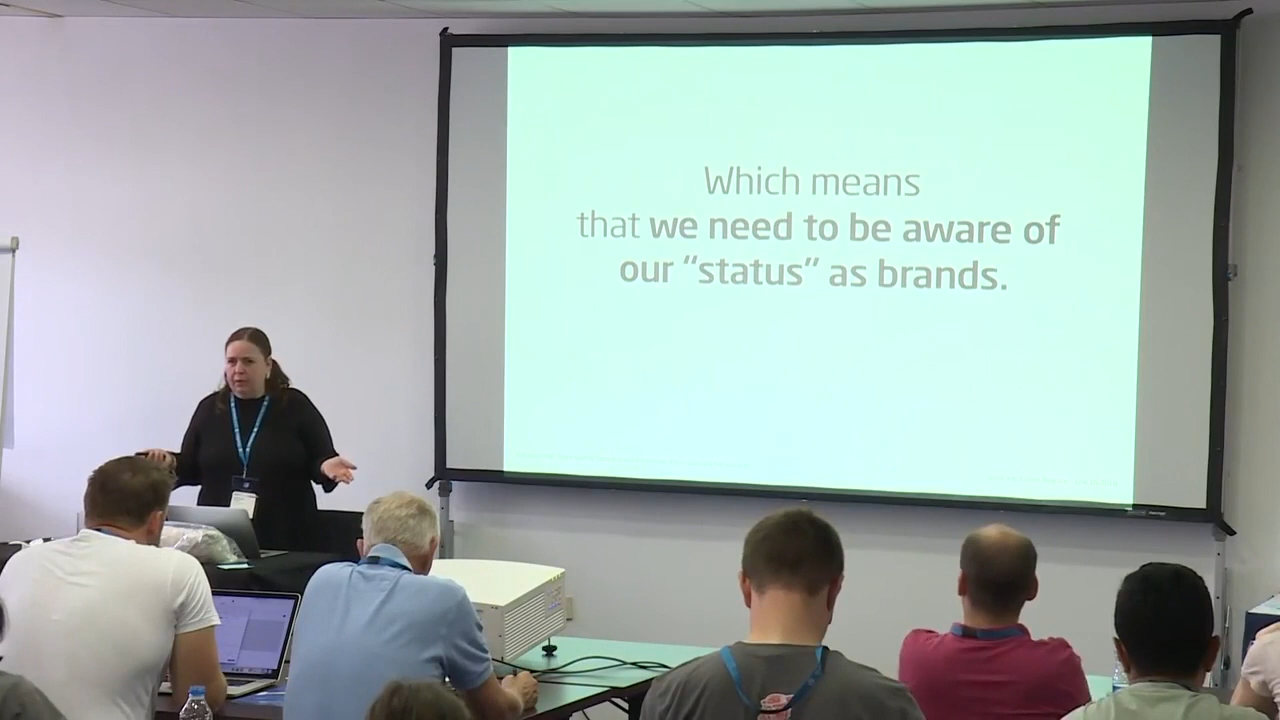 Which means
that we need to be aware of
our “status” as brands.